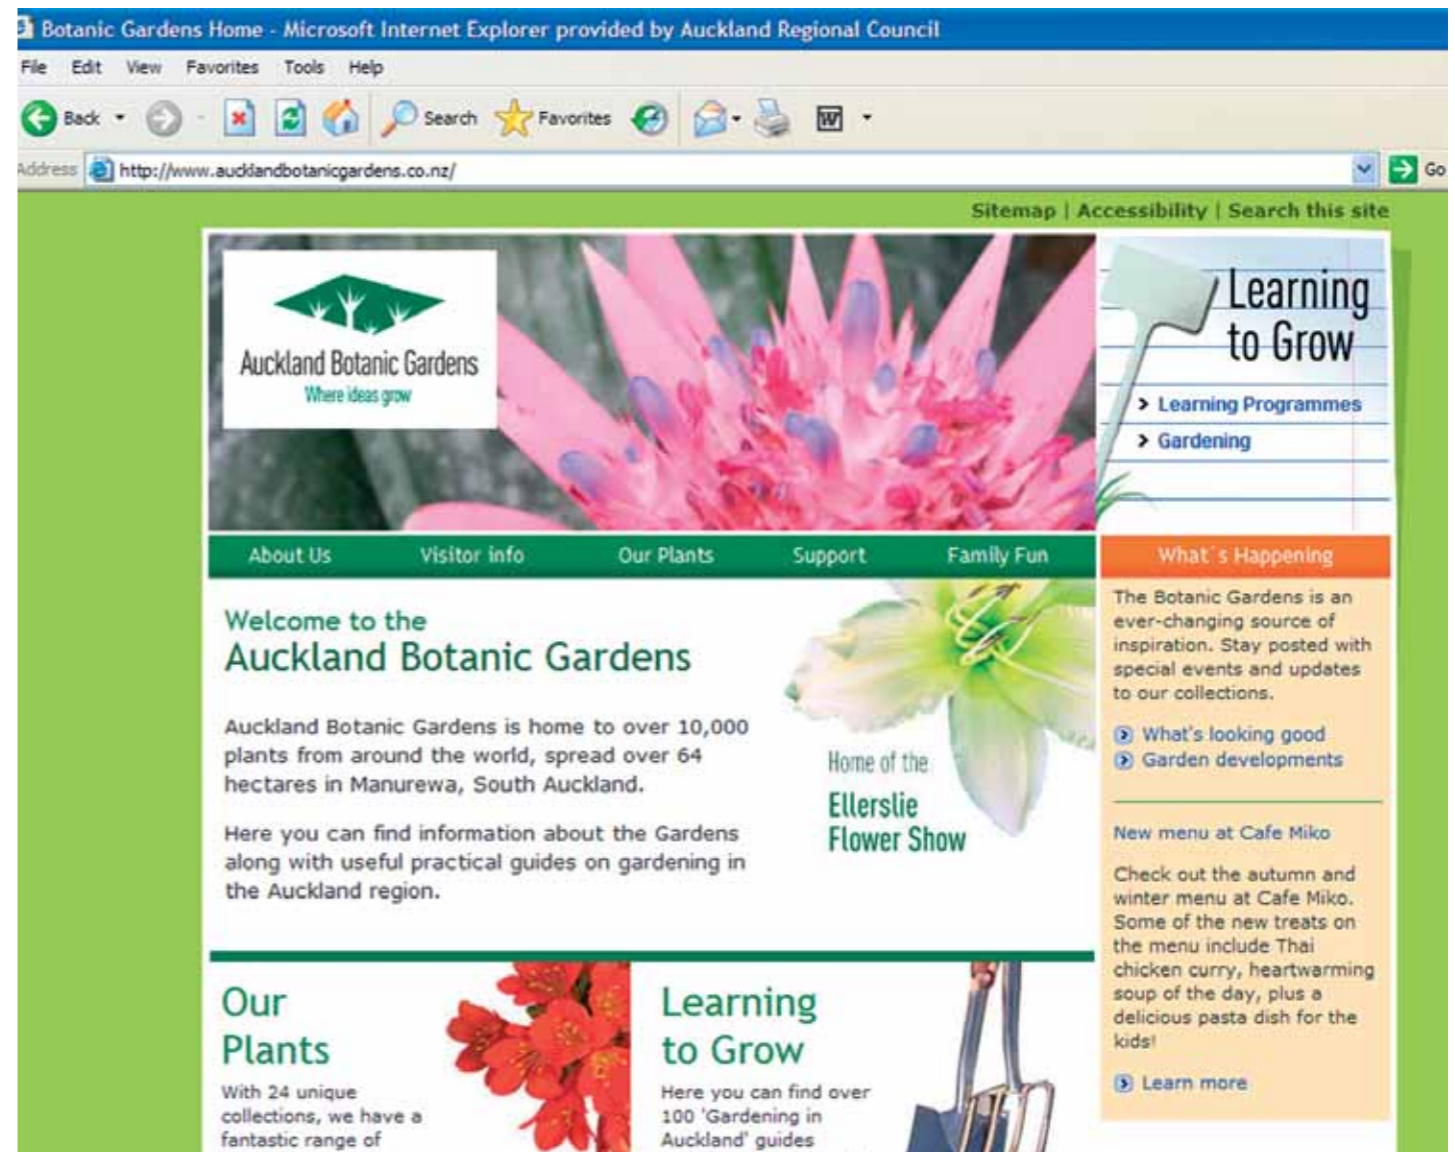 Botanic Gardens Home - Microsoft Internet Explorer provided by Auckland Regional Council
File Edit View Favorites Tools Help
Back Search Favorites W
Address http://www.aucklandbotanicgardens.co.nz/ Go
Sitemap | Accessibility | Search this site
Auckland Botanic Gardens
Where ideas grow
Learning
to Grow
Learning Programmes
Gardening
About Us Visitor info Our Plants Support Family Fun
Welcome to the
Auckland Botanic Gardens
Auckland Botanic Gardens is home to over 10,000
plants from around the world, spread over 64
hectares in Manurewa, South Auckland.
Here you can find information about the Gardens
along with useful practical guides on gardening in
the Auckland region.
Home of the
Ellerslie
Flower Show
What´s Happening
The Botanic Gardens is an
ever-changing source of
inspiration. Stay posted with
special events and updates
to our collections.
What's looking good
Garden developments
New menu at Cafe Miko
Check out the autumn and
winter menu at Cafe Miko.
Some of the new treats on
the menu include Thai
chicken curry, heartwarming
soup of the day, plus a
delicious pasta dish for the
kids!
Learn more
Our
Plants
With 24 unique
collections, we have a
fantastic range of
Learning
to Grow
Here you can find over
100 'Gardening in
Auckland' guides